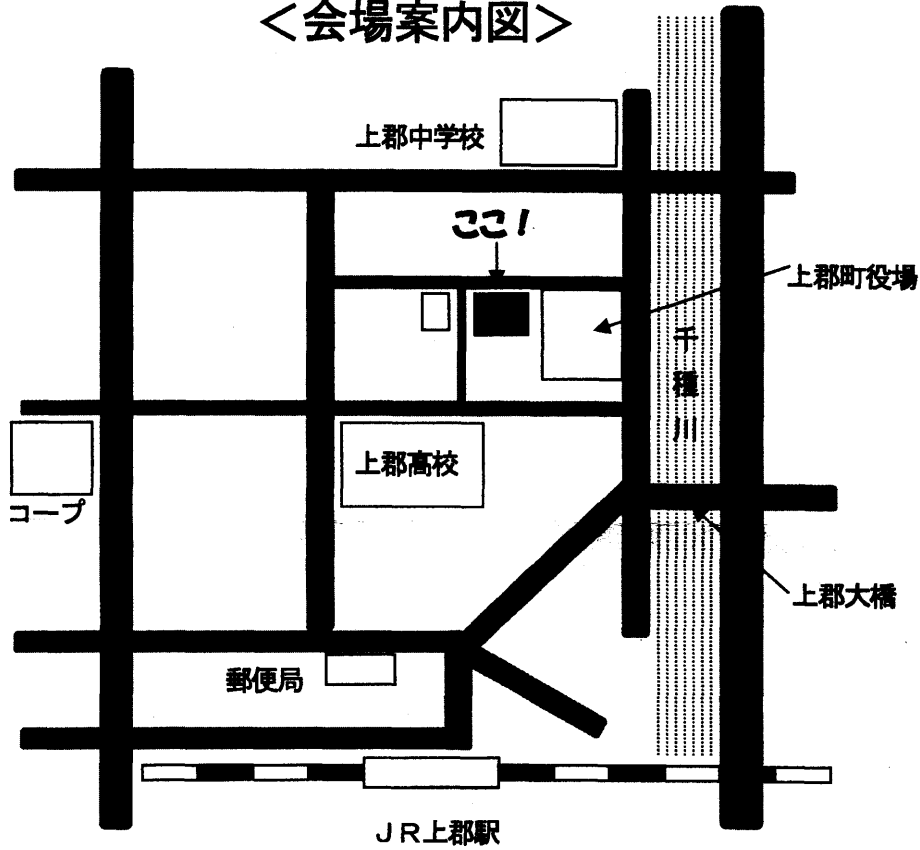 ＜会場案内図＞
上郡中学校
ここ！
上郡町役場
千種川
上郡高校
コープ
上郡大橋
郵便局
ＪＲ上郡駅